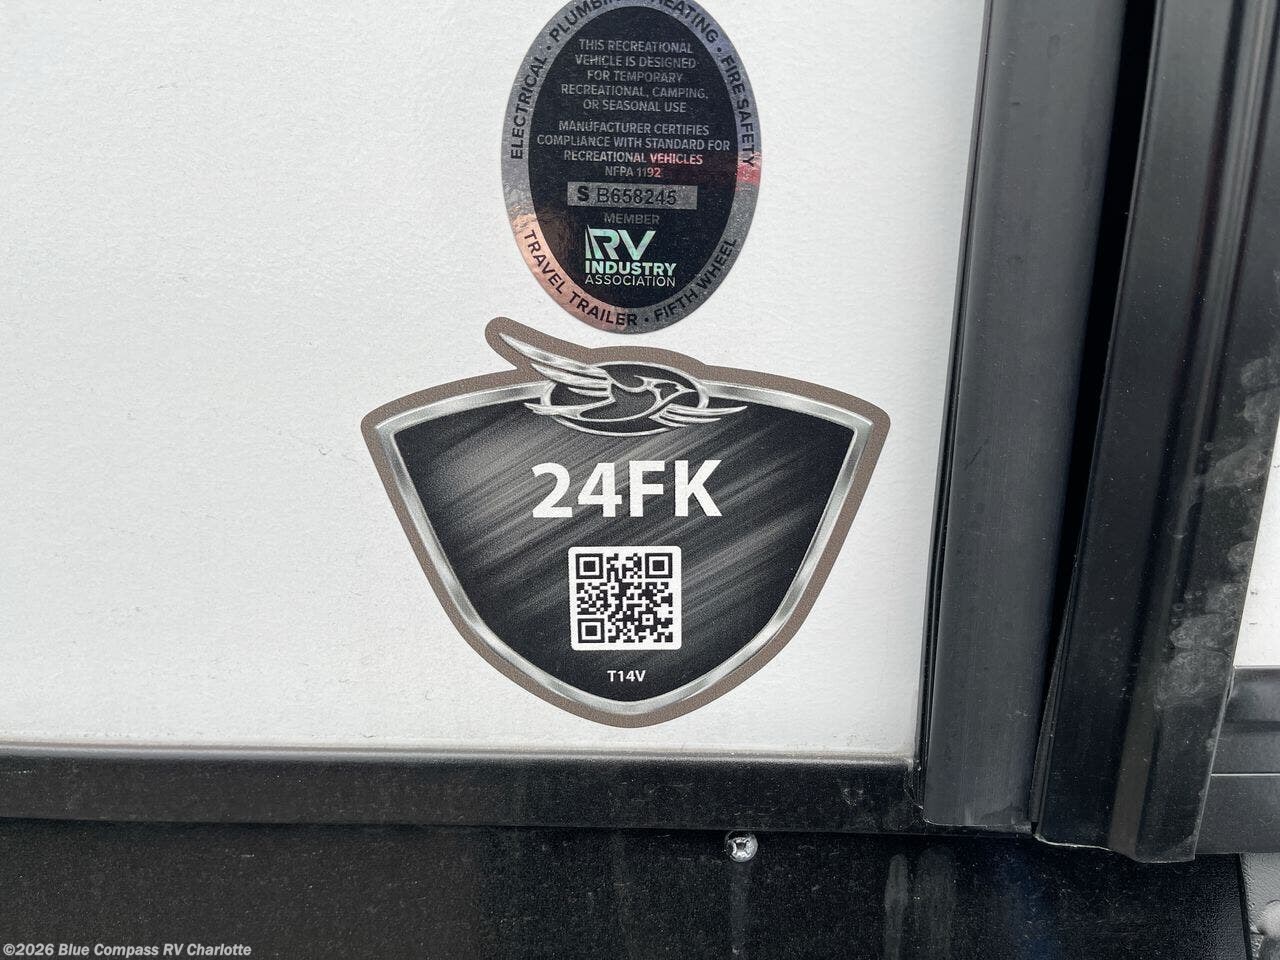 ELECTRICAL • PLUMBING • HEATING • FIRE SAFETY
THIS RECREATIONAL
VEHICLE IS DESIGNED
FOR TEMPORARY
RECREATIONAL, CAMPING,
OR SEASONAL USE
MANUFACTURER CERTIFIES
COMPLIANCE WITH STANDARD FOR
RECREATIONAL VEHICLES
NFPA 1192
S B658245
MEMBER
RV
INDUSTRY
ASSOCIATION
TRAVEL TRAILER • FIFTH WHEEL
24FK
T14V
©2026 Blue Compass RV Charlotte